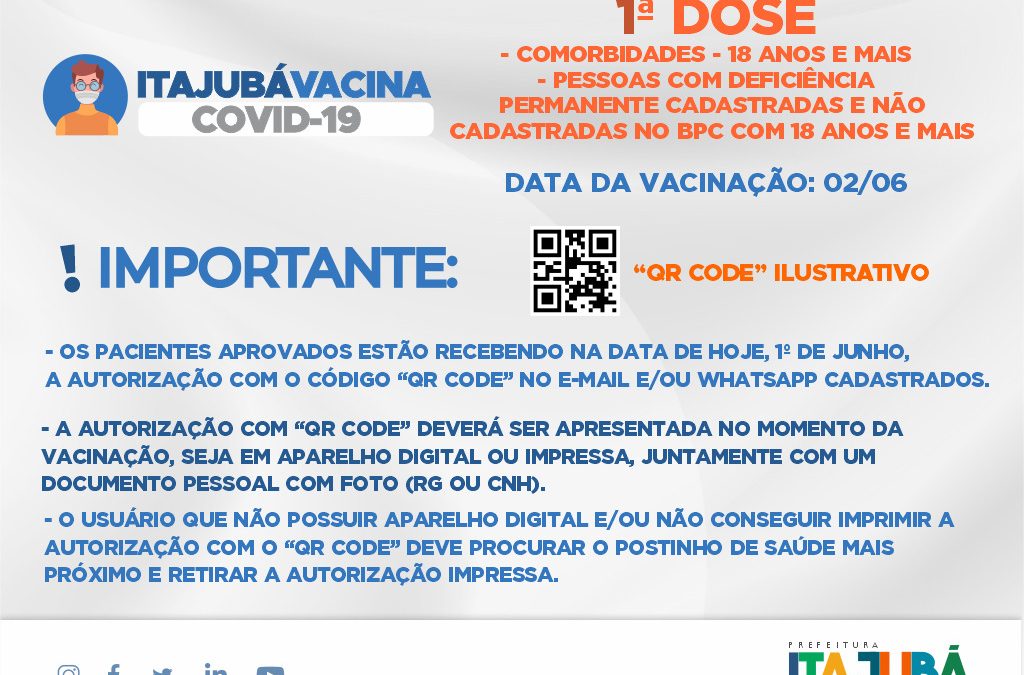 1ª DOSE
- COMORBIDADES - 18 ANOS E MAIS
- PESSOAS COM DEFICIÊNCIA
PERMANENTE CADASTRADAS E NÃO
CADASTRADAS NO BPC COM 18 ANOS E MAIS
ITAJUBÁVACINA
COVID-19
DATA DA VACINAÇÃO: 02/06
! IMPORTANTE:
“QR CODE” ILUSTRATIVO
- OS PACIENTES APROVADOS ESTÃO RECEBENDO NA DATA DE HOJE, 1º DE JUNHO,
A AUTORIZAÇÃO COM O CÓDIGO “QR CODE” NO E-MAIL E/OU WHATSAPP CADASTRADOS.
- A AUTORIZAÇÃO COM “QR CODE” DEVERÁ SER APRESENTADA NO MOMENTO DA
VACINAÇÃO, SEJA EM APARELHO DIGITAL OU IMPRESSA, JUNTAMENTE COM UM
DOCUMENTO PESSOAL COM FOTO (RG OU CNH).
- O USUÁRIO QUE NÃO POSSUIR APARELHO DIGITAL E/OU NÃO CONSEGUIR IMPRIMIR A
AUTORIZAÇÃO COM O “QR CODE” DEVE PROCURAR O POSTINHO DE SAÚDE MAIS
PRÓXIMO E RETIRAR A AUTORIZAÇÃO IMPRESSA.
PREFEITURA
ITAJUBÁ